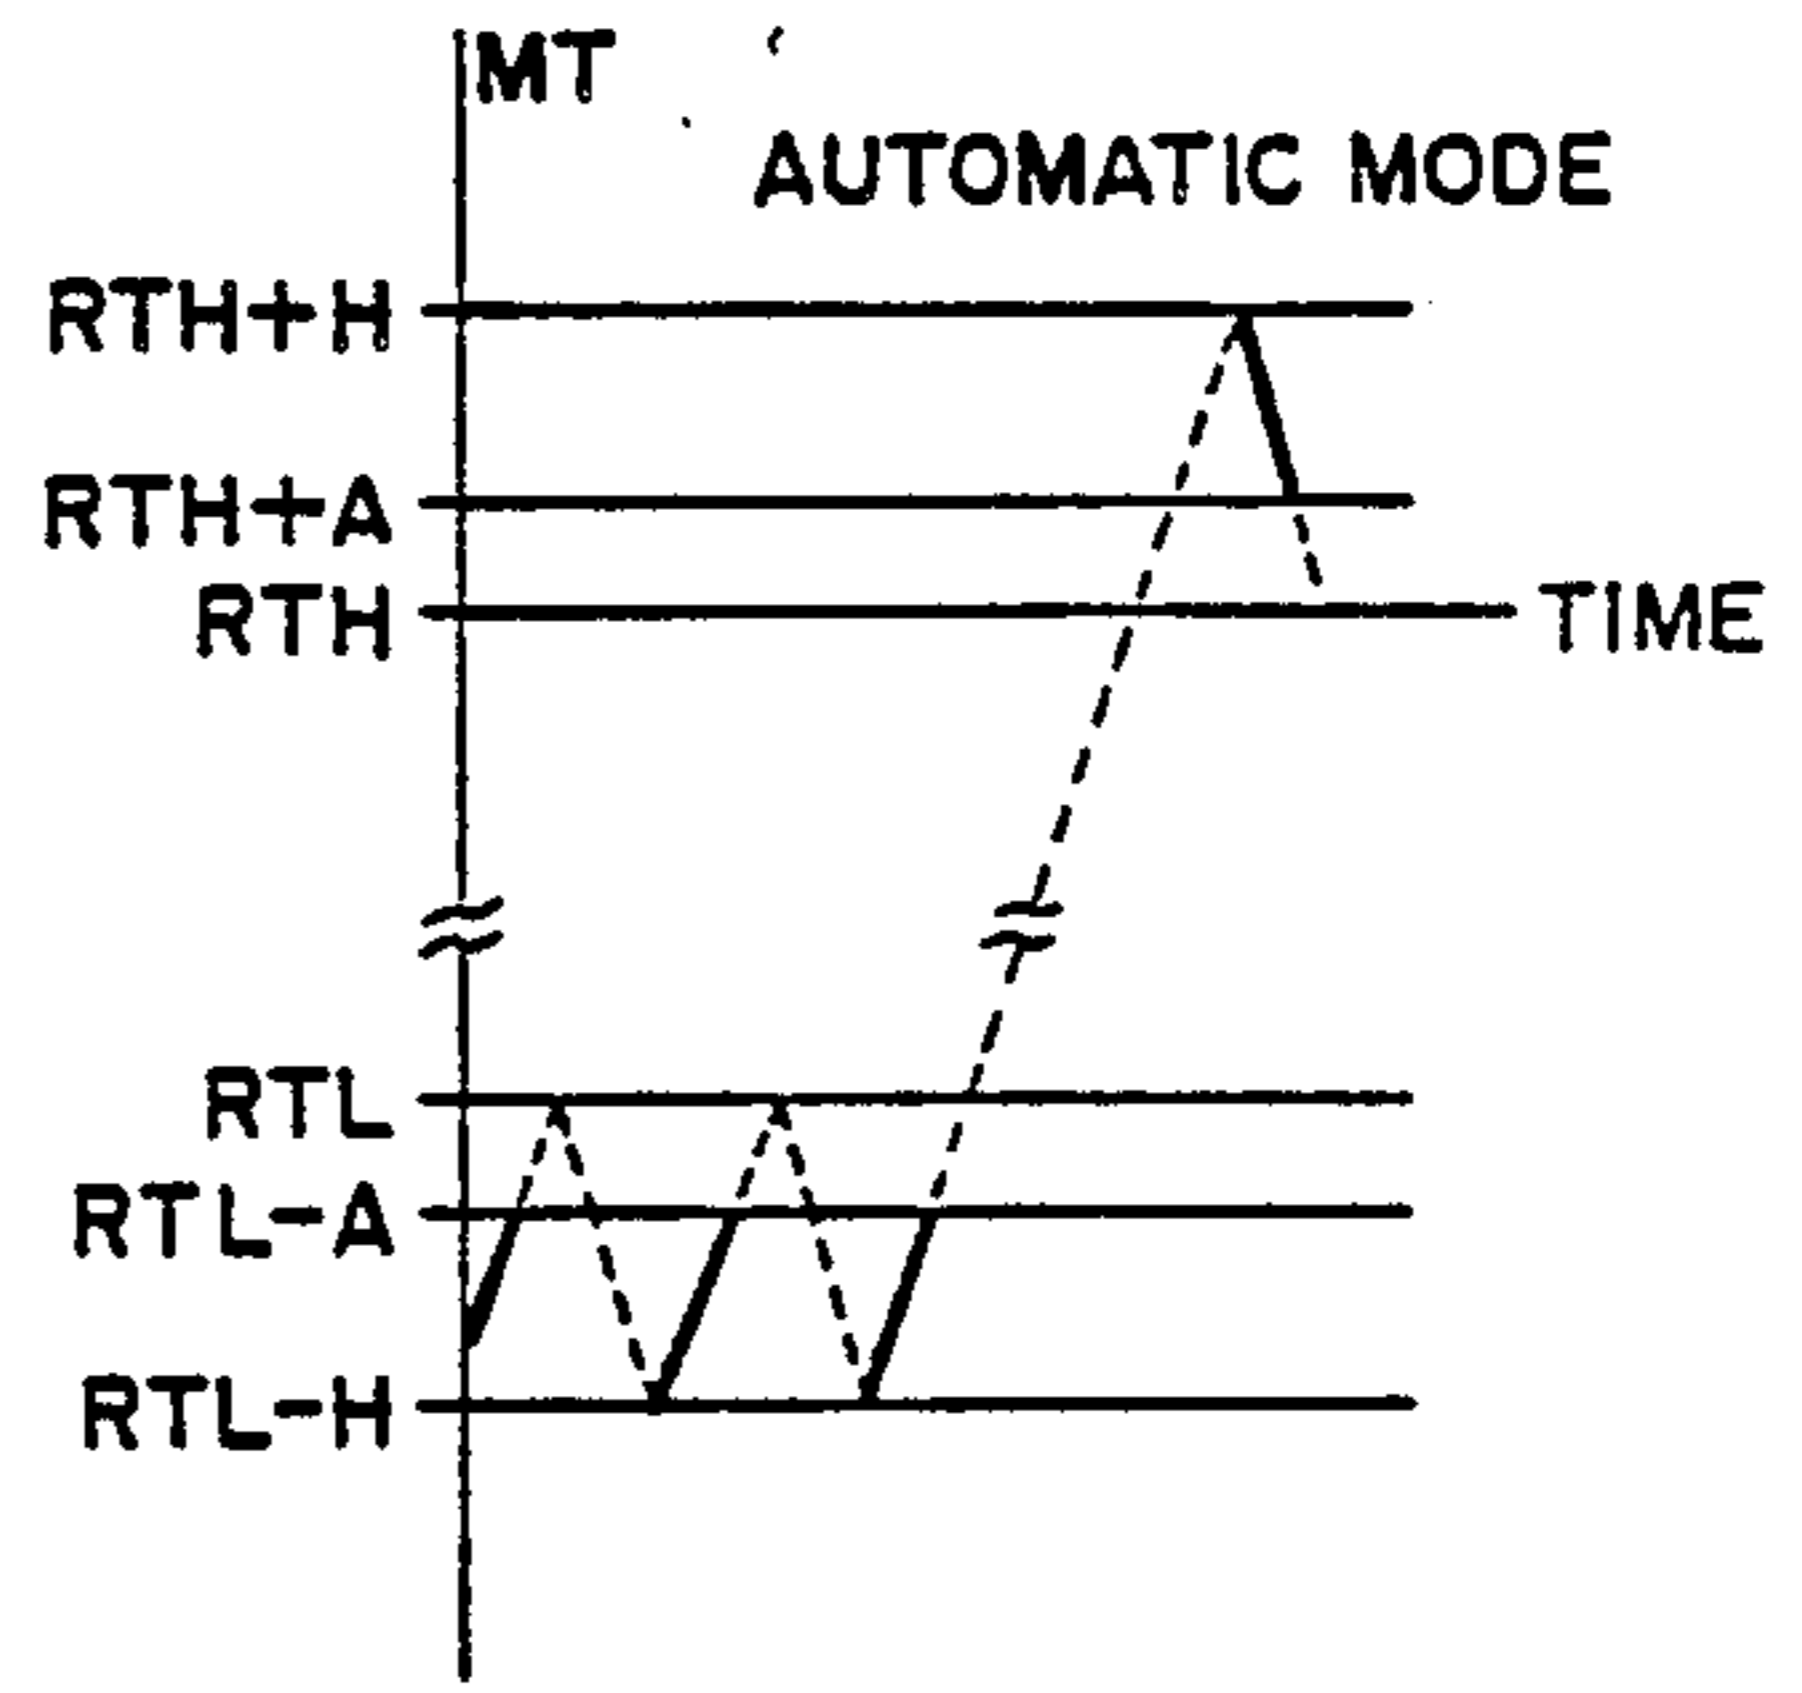 MT
AUTOMATIC MODE
RTH+H
RTH+A
RTH
TIME
RTL
RTL-A
RTL-H